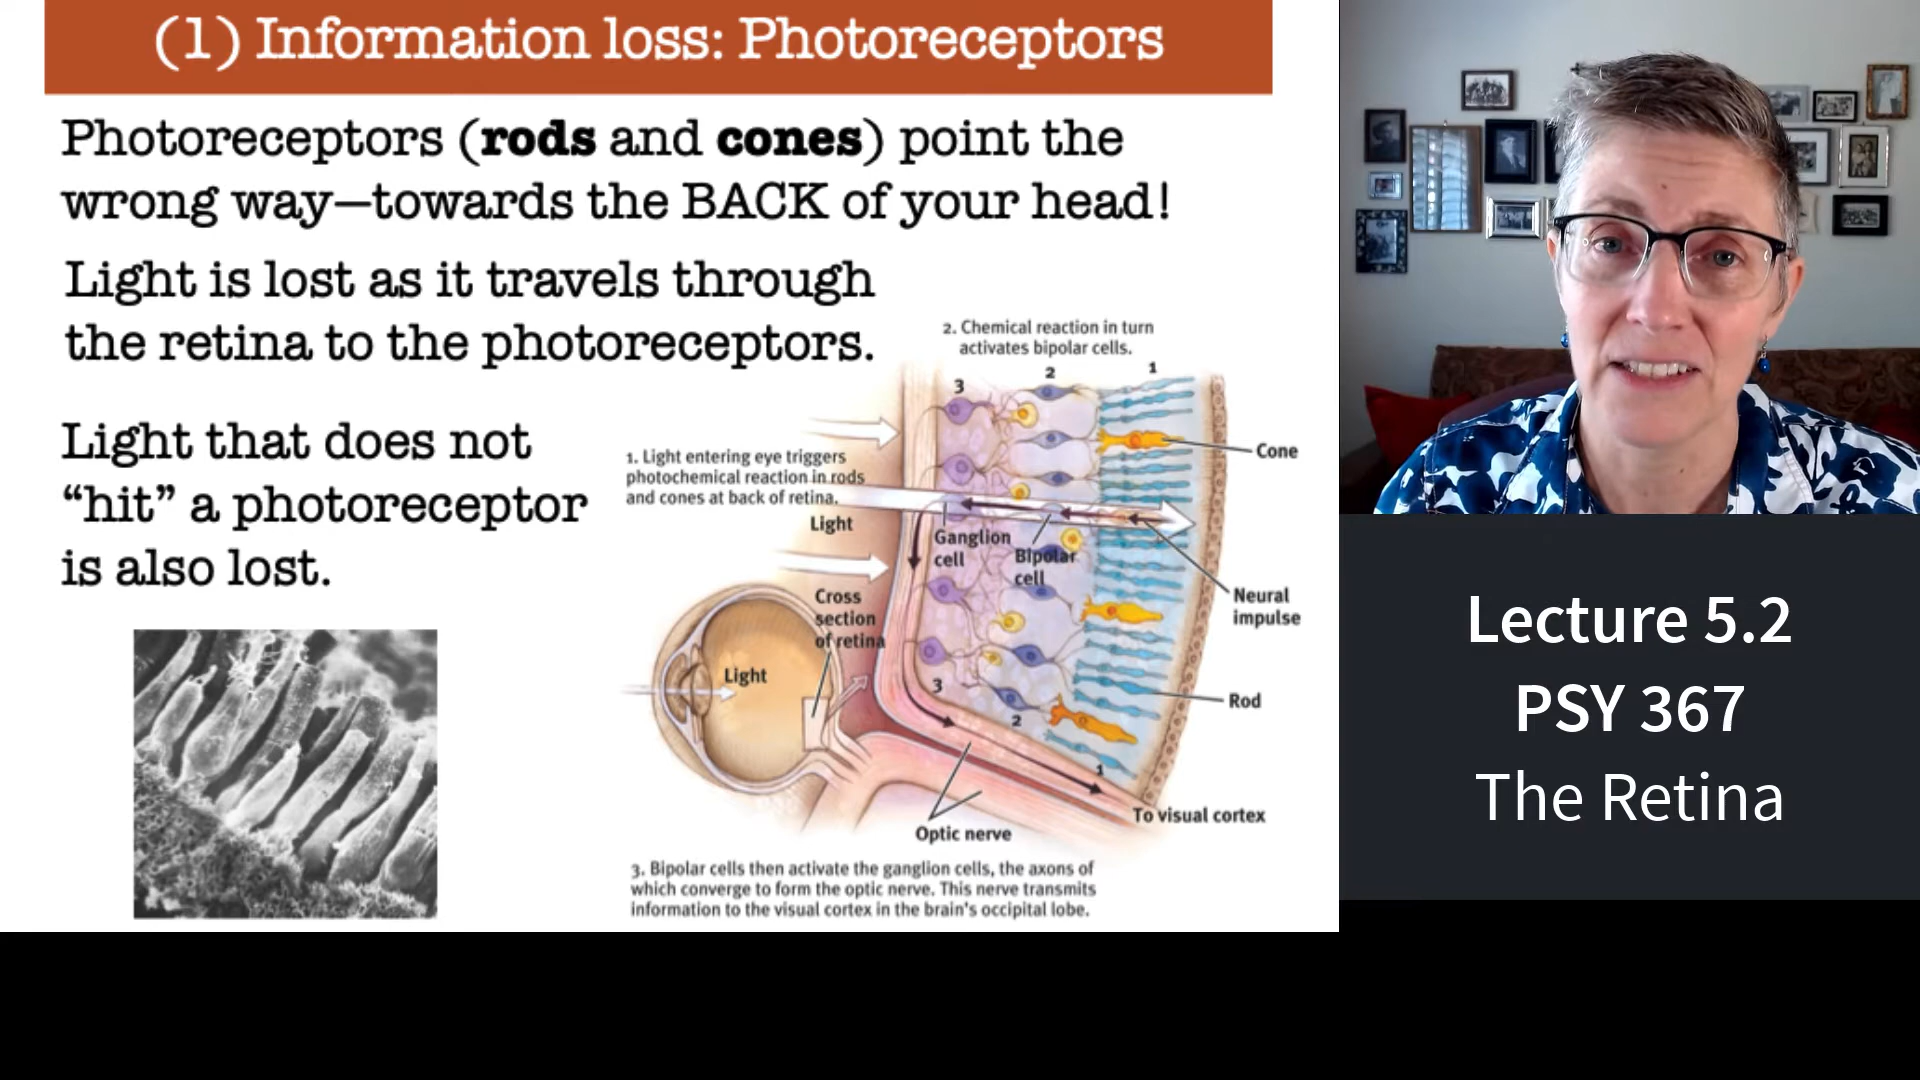 (1) Information loss: Photoreceptors
Photoreceptors (rods and cones) point the
wrong way—towards the BACK of your head!
Light is lost as it travels through
the retina to the photoreceptors.
Light that does not
“hit” a photoreceptor
is also lost.
2. Chemical reaction in turn
activates bipolar cells.
3
2
1
1. Light entering eye triggers
photochemical reaction in rods
and cones at back of retina.
Light
Cone
Ganglion
cell
Bipolar
cell
Neural
impulse
Cross
section
of retina
Light
Rod
3
2
1
To visual cortex
Optic nerve
3. Bipolar cells then activate the ganglion cells, the axons of
which converge to form the optic nerve. This nerve transmits
information to the visual cortex in the brain's occipital lobe.
Lecture 5.2
PSY 367
The Retina